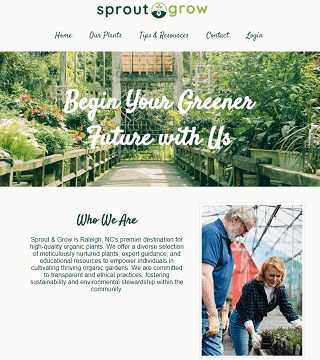 sprout grow
Home Our Plants Tips & Resources Contact Login
Begin Your Greener
Future with Us
Who We Are
Sprout & Grow is Raleigh, NC's premier destination for
high-quality organic plants. We offer a diverse selection
of meticulously nurtured plants, expert guidance, and
educational resources to empower individuals in
cultivating thriving organic gardens. We are committed
to transparent and ethical practices, fostering
sustainability and environmental stewardship within the
community.